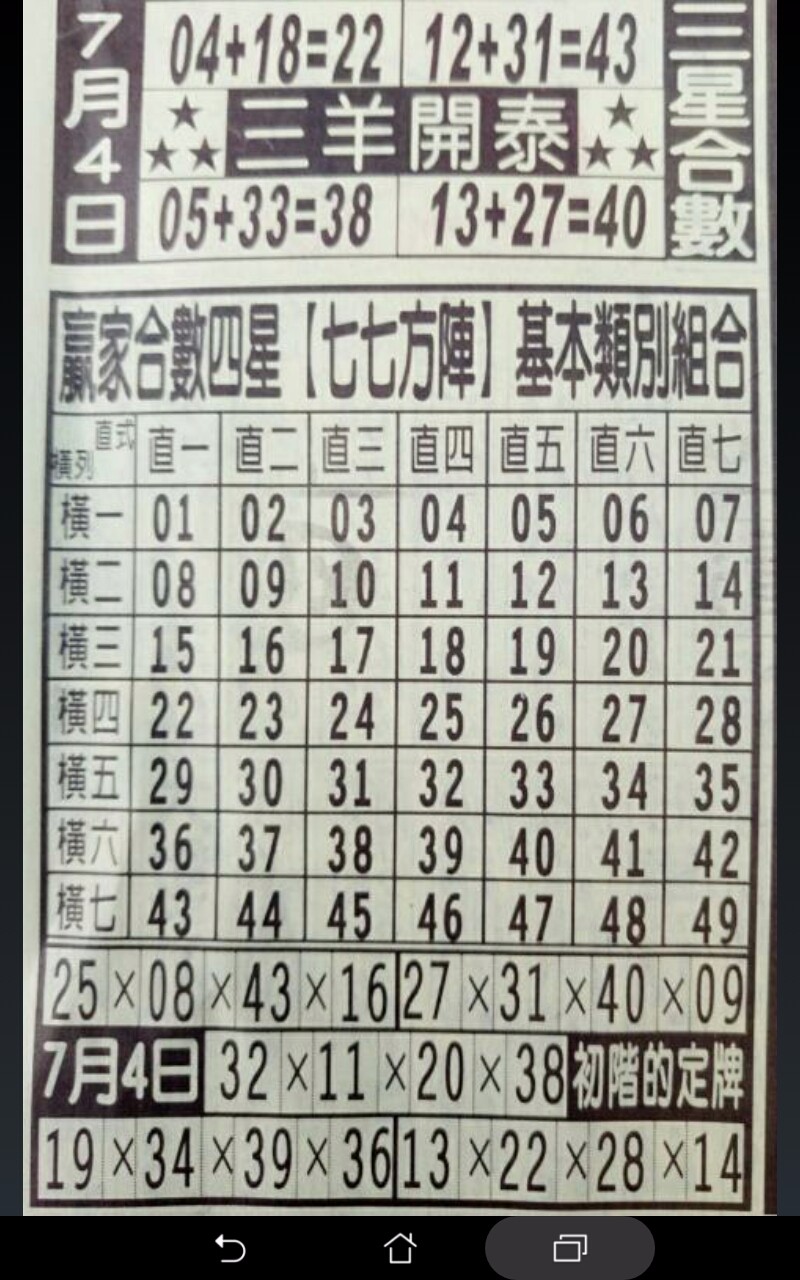 7月4日
三星合數
04+18=22 12+31=43
★★★ 三羊開泰 ★★★
05+33=38 13+27=40
贏家合數四星【七七方陣】基本類別組合
直式 橫列 直一 直二 直三 直四 直五 直六 直七
橫一 01 02 03 04 05 06 07
橫二 08 09 10 11 12 13 14
橫三 15 16 17 18 19 20 21
橫四 22 23 24 25 26 27 28
橫五 29 30 31 32 33 34 35
橫六 36 37 38 39 40 41 42
橫七 43 44 45 46 47 48 49
25×08×43×16 27×31×40×09
7月4日 32×11×20×38 初階的定牌
19×34×39×36 13×22×28×14